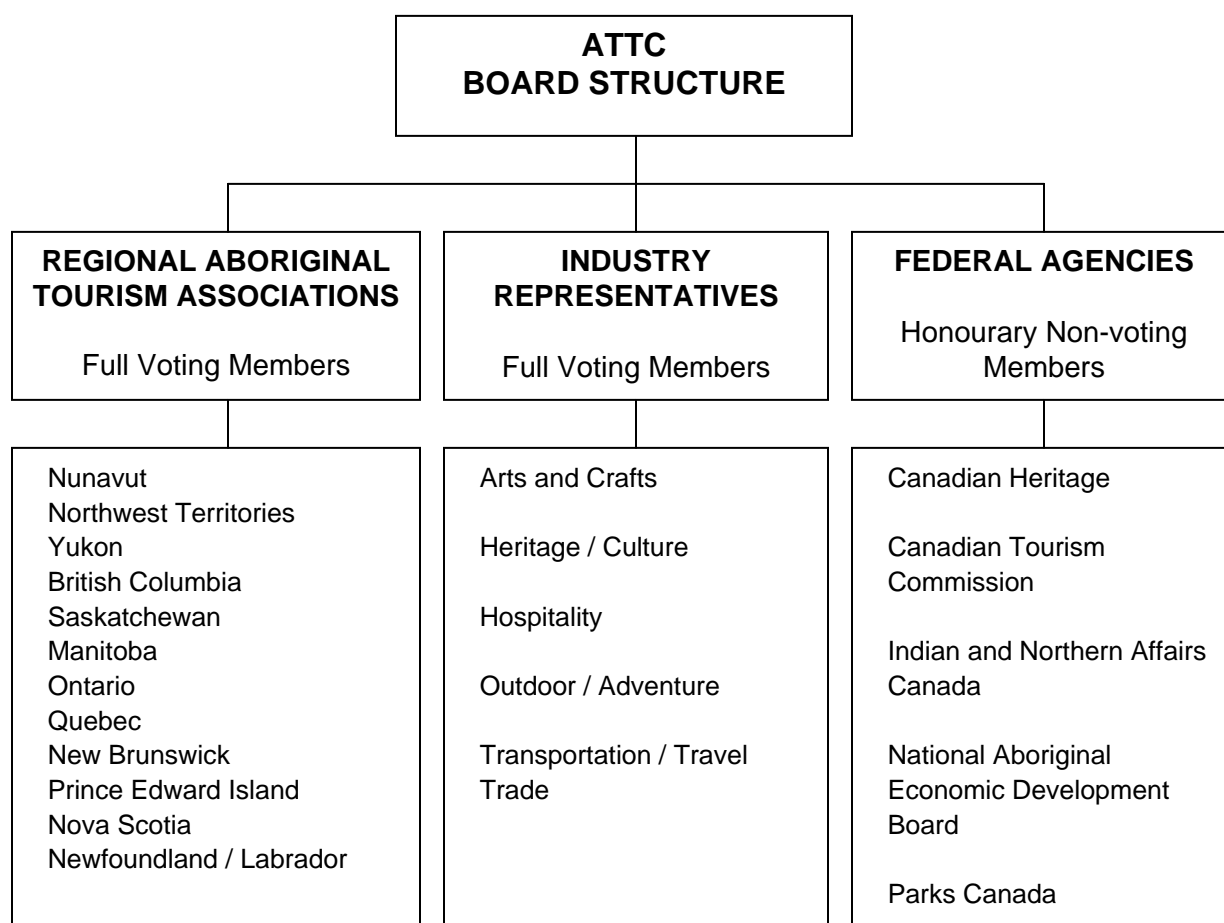 ATTC
BOARD STRUCTURE
REGIONAL ABORIGINAL
TOURISM ASSOCIATIONS
Full Voting Members
INDUSTRY
REPRESENTATIVES
Full Voting Members
FEDERAL AGENCIES
Honourary Non-voting
Members
Nunavut
Northwest Territories
Yukon
British Columbia
Saskatchewan
Manitoba
Ontario
Quebec
New Brunswick
Prince Edward Island
Nova Scotia
Newfoundland / Labrador
Arts and Crafts
Heritage / Culture
Hospitality
Outdoor / Adventure
Transportation / Travel
Trade
Canadian Heritage
Canadian Tourism
Commission
Indian and Northern Affairs
Canada
National Aboriginal
Economic Development
Board
Parks Canada